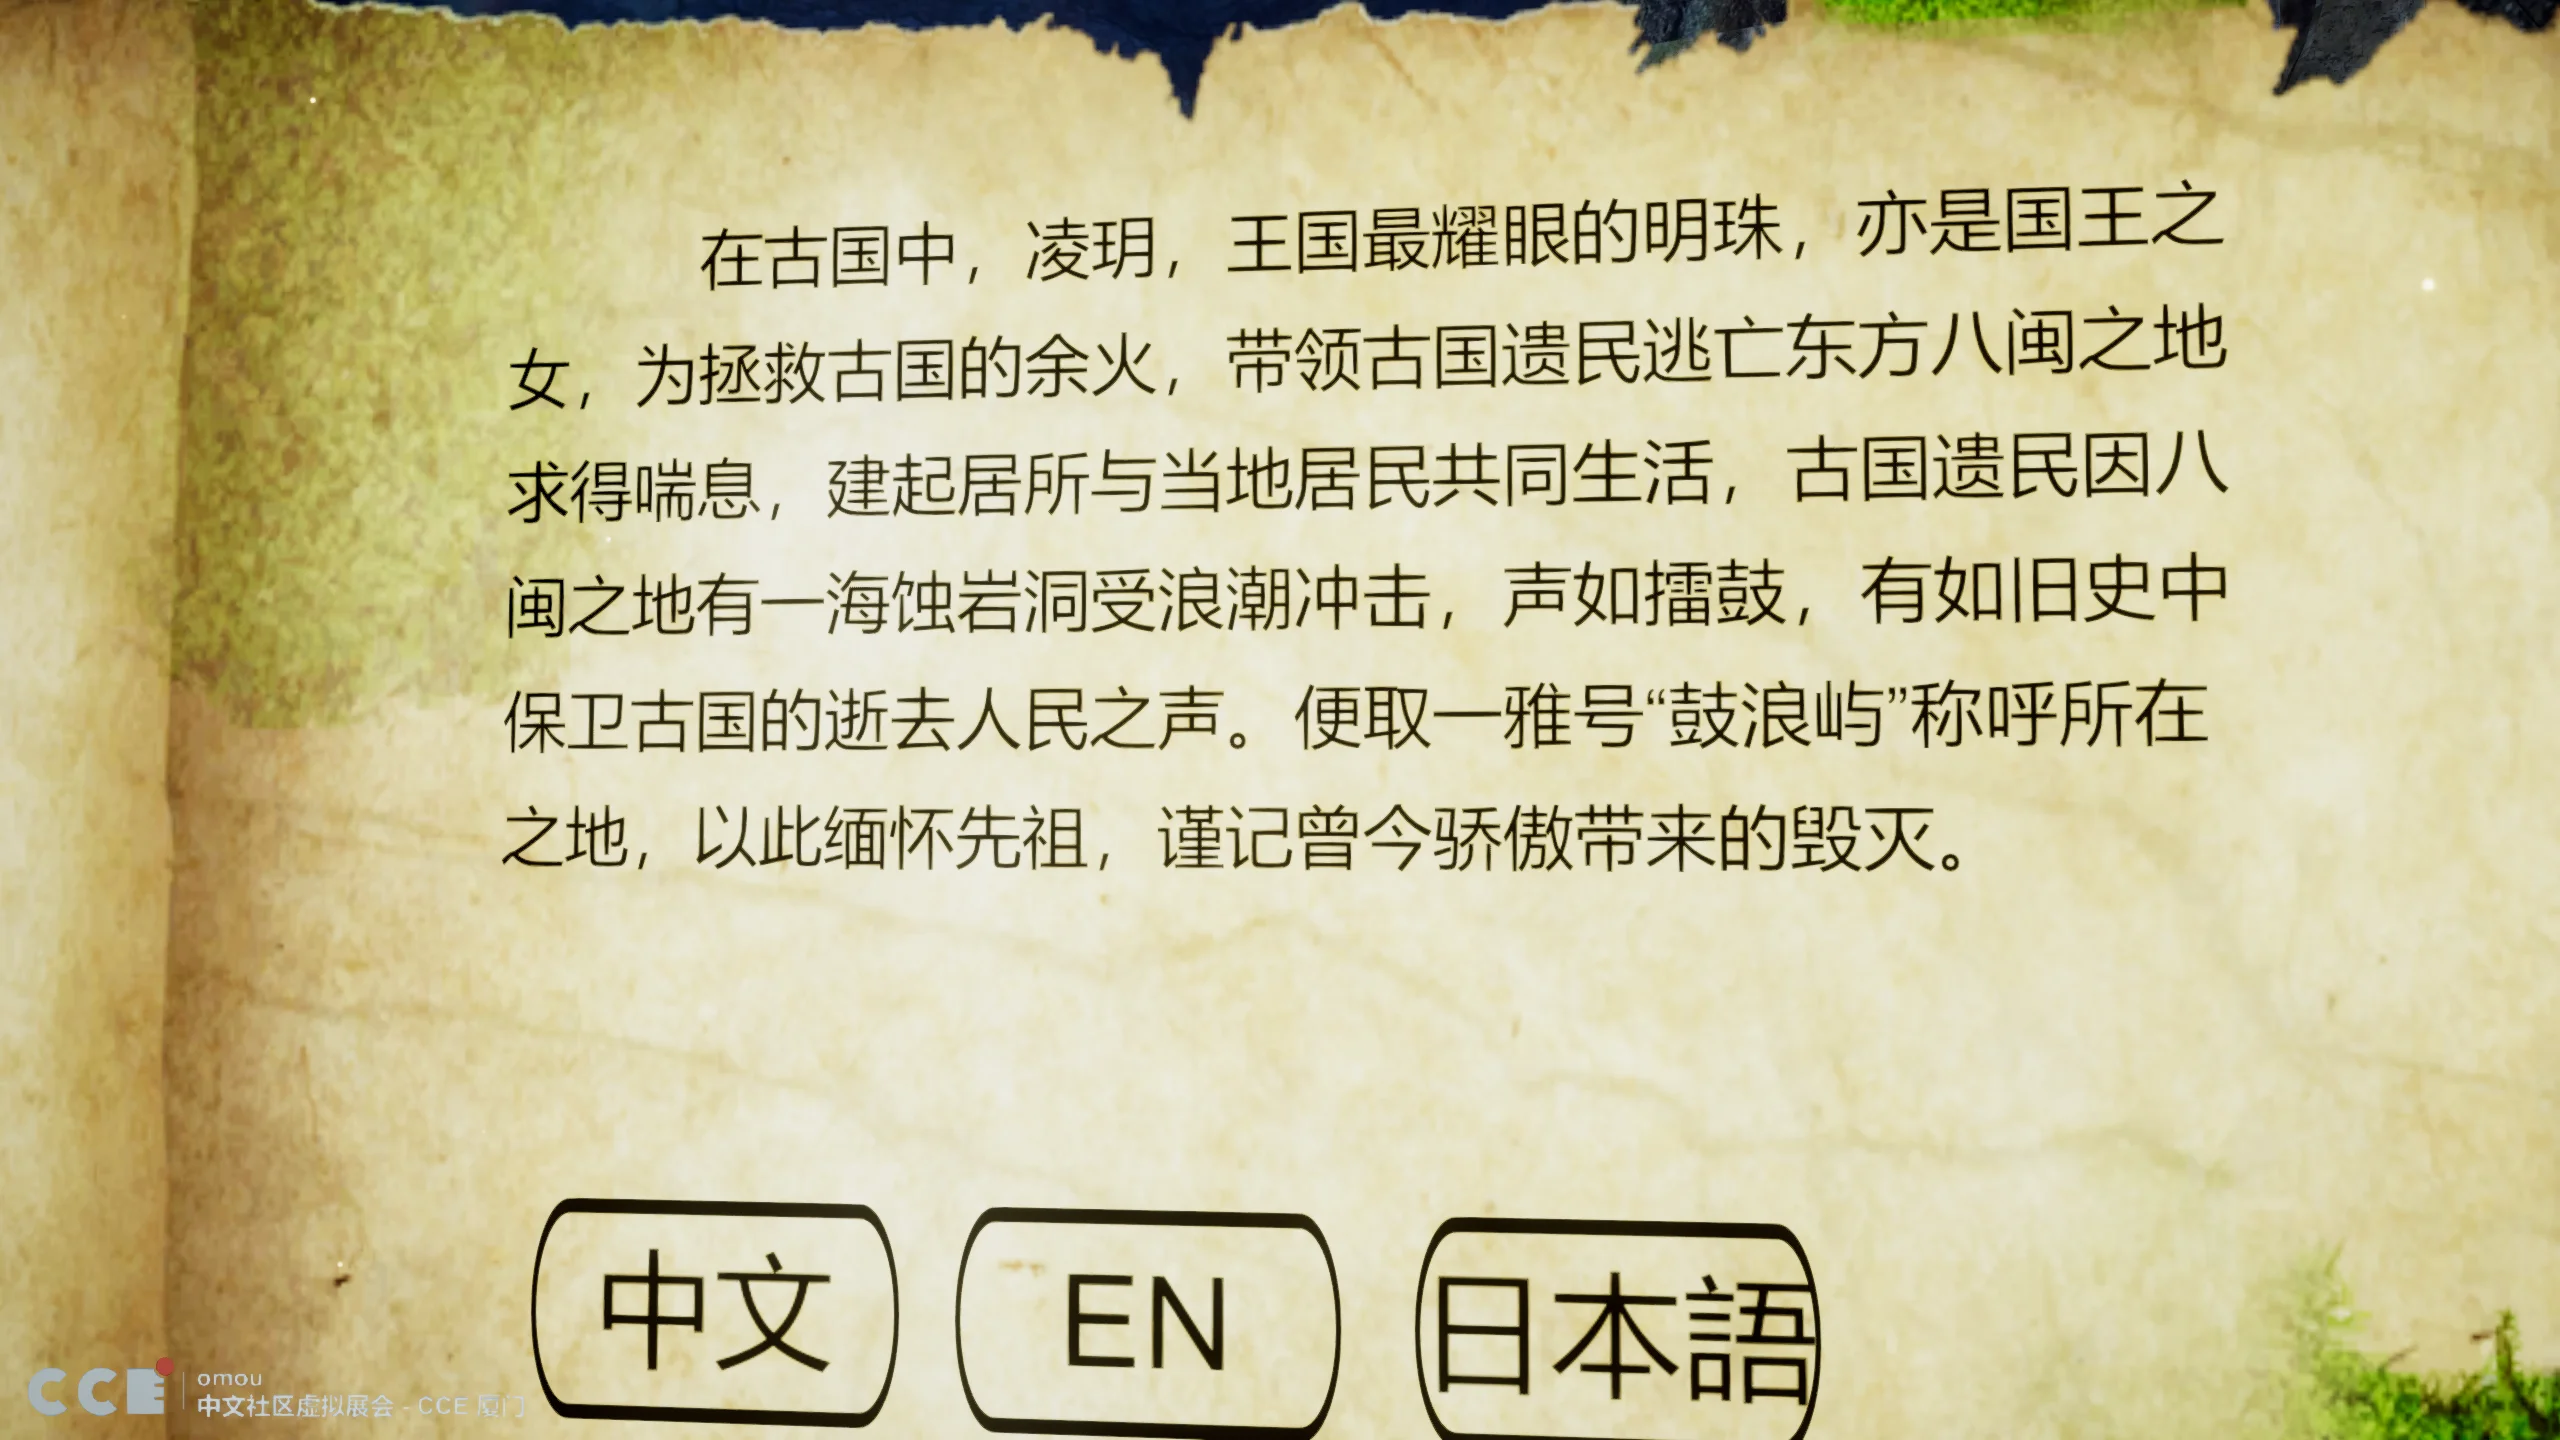 在古国中，凌玥，王国最耀眼的明珠，亦是国王之
女，为拯救古国的余火，带领古国遗民逃亡东方八闽之地
求得喘息，建起居所与当地居民共同生活，古国遗民因八
闽之地有一海蚀岩洞受浪潮冲击，声如擂鼓，有如旧史中
保卫古国的逝去人民之声。便取一雅号“鼓浪屿”称呼所在
之地，以此缅怀先祖，谨记曾今骄傲带来的毁灭。
中文 EN 日本語
CCE omou
中文社区虚拟展会 - CCE 厦门